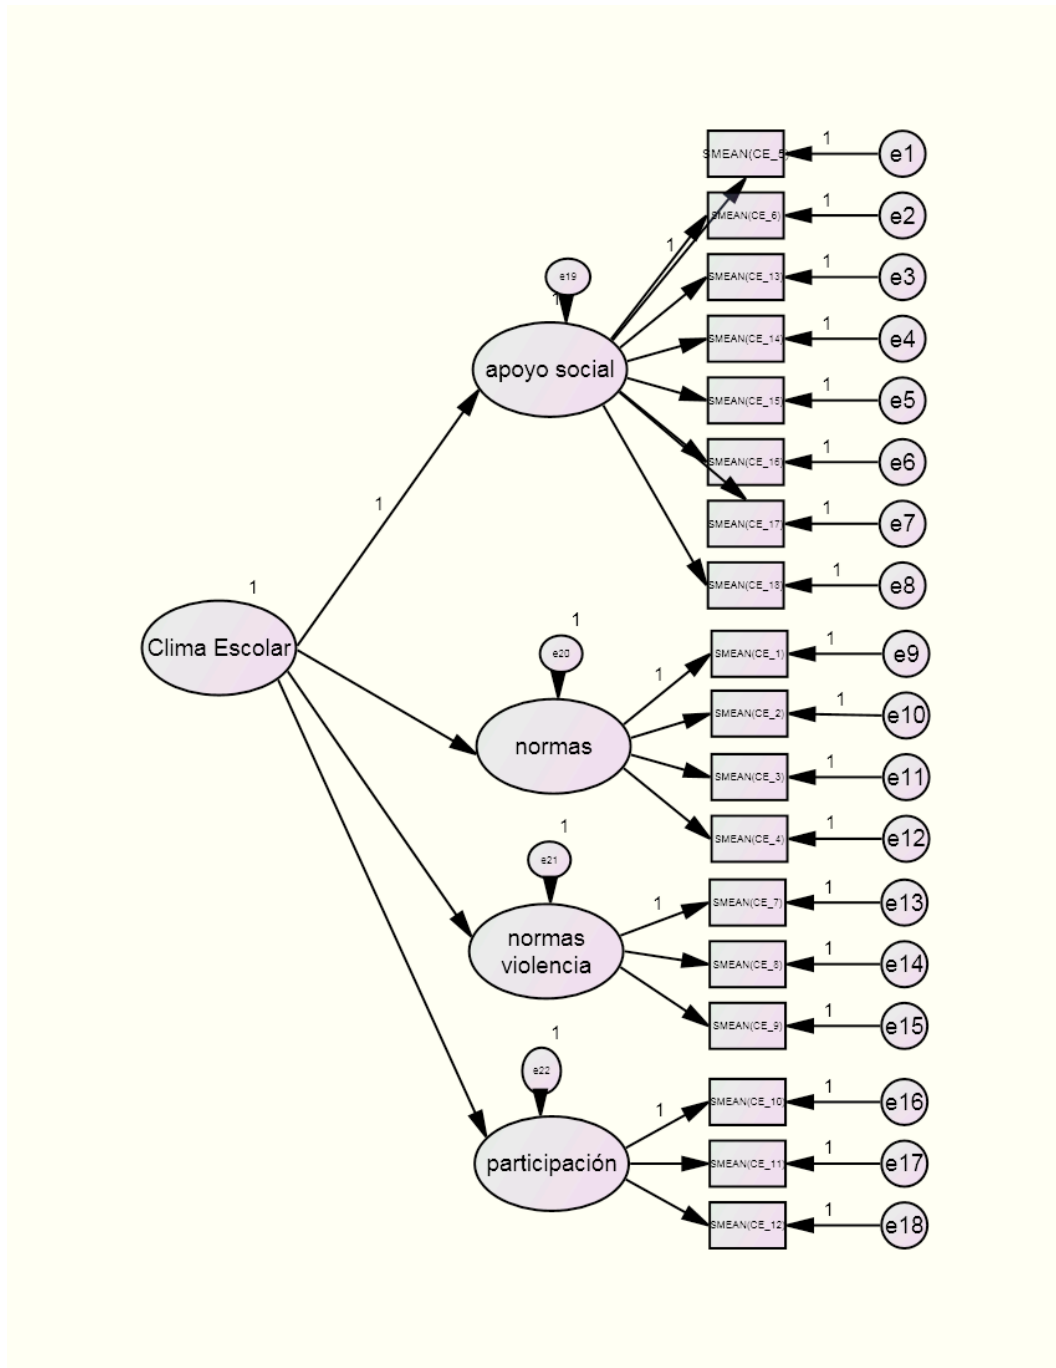 SMEAN(CE_5)
1
e1
SMEAN(CE_6)
1
e2
1
SMEAN(CE_13)
1
e3
e19
1
SMEAN(CE_14)
1
e4
apoyo social
SMEAN(CE_15)
1
e5
SMEAN(CE_16)
1
e6
1
SMEAN(CE_17)
1
e7
SMEAN(CE_18)
1
e8
1
Clima Escolar
1
e20
1
SMEAN(CE_1)
1
e9
SMEAN(CE_2)
1
e10
normas
SMEAN(CE_3)
1
e11
SMEAN(CE_4)
1
e12
1
e21
1
SMEAN(CE_7)
1
e13
normas
violencia
SMEAN(CE_8)
1
e14
SMEAN(CE_9)
1
e15
1
e22
1
SMEAN(CE_10)
1
e16
participación
SMEAN(CE_11)
1
e17
SMEAN(CE_12)
1
e18